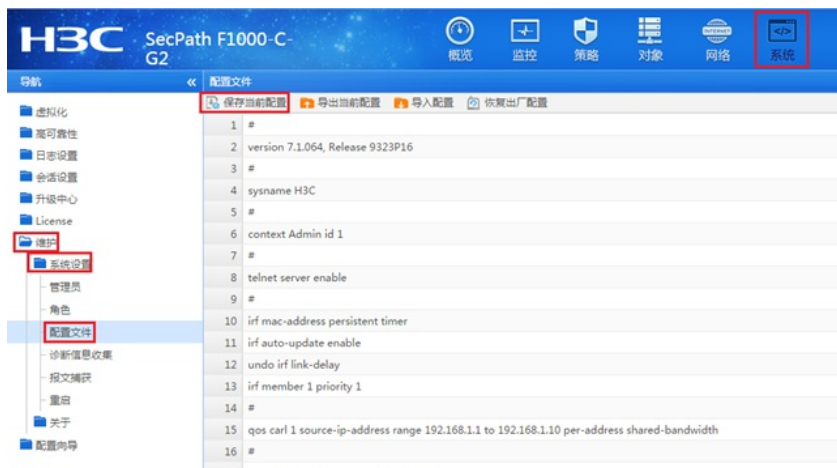 H3C SecPath F1000-C-G2
概览 监控 策略 对象 网络 系统
导航 « 配置文件
保存当前配置 导出当前配置 导入配置 恢复出厂配置
虚拟化
高可靠性
日志设置
会话设置
升级中心
License
维护
系统设置
管理员
角色
配置文件
诊断信息收集
报文捕获
重启
关于
配置向导
1 #
2 version 7.1.064, Release 9323P16
3 #
4 sysname H3C
5 #
6 context Admin id 1
7 #
8 telnet server enable
9 #
10 irf mac-address persistent timer
11 irf auto-update enable
12 undo irf link-delay
13 irf member 1 priority 1
14 #
15 qos carl 1 source-ip-address range 192.168.1.1 to 192.168.1.10 per-address shared-bandwidth
16 #